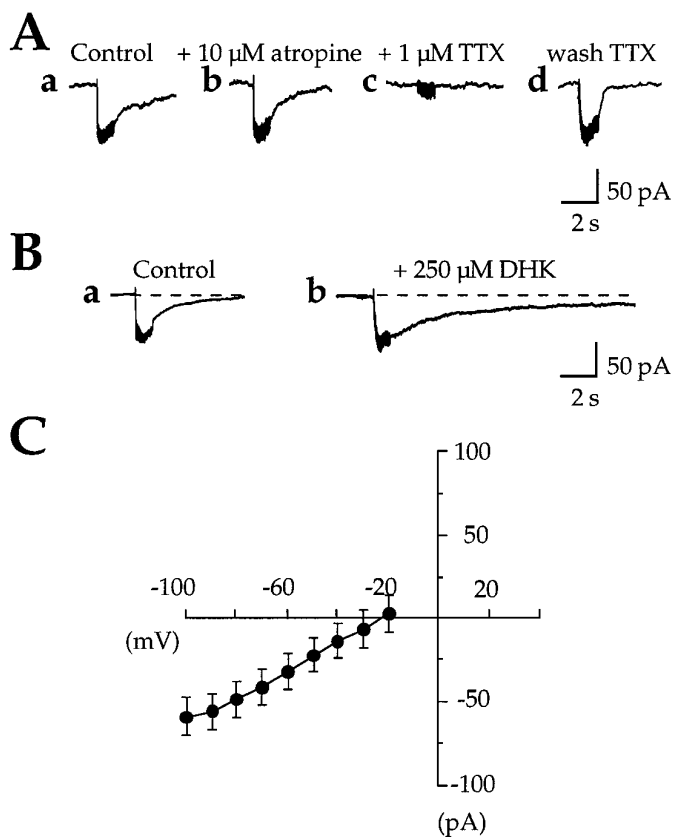 A
Control + 10 µM atropine + 1 µM TTX wash TTX
a b c d
50 pA
2 s
B
Control + 250 µM DHK
a b
50 pA
2 s
C
100
50
-100 -60 -20 20
(mV)
-50
-100
(pA)